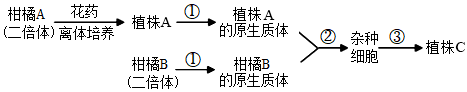 柑橘A
(二倍体)
花药
离体培养
植株A
①
植株A
的原生质体
柑橘B
(二倍体)
①
柑橘B
的原生质体
②
杂种
细胞
③
植株C